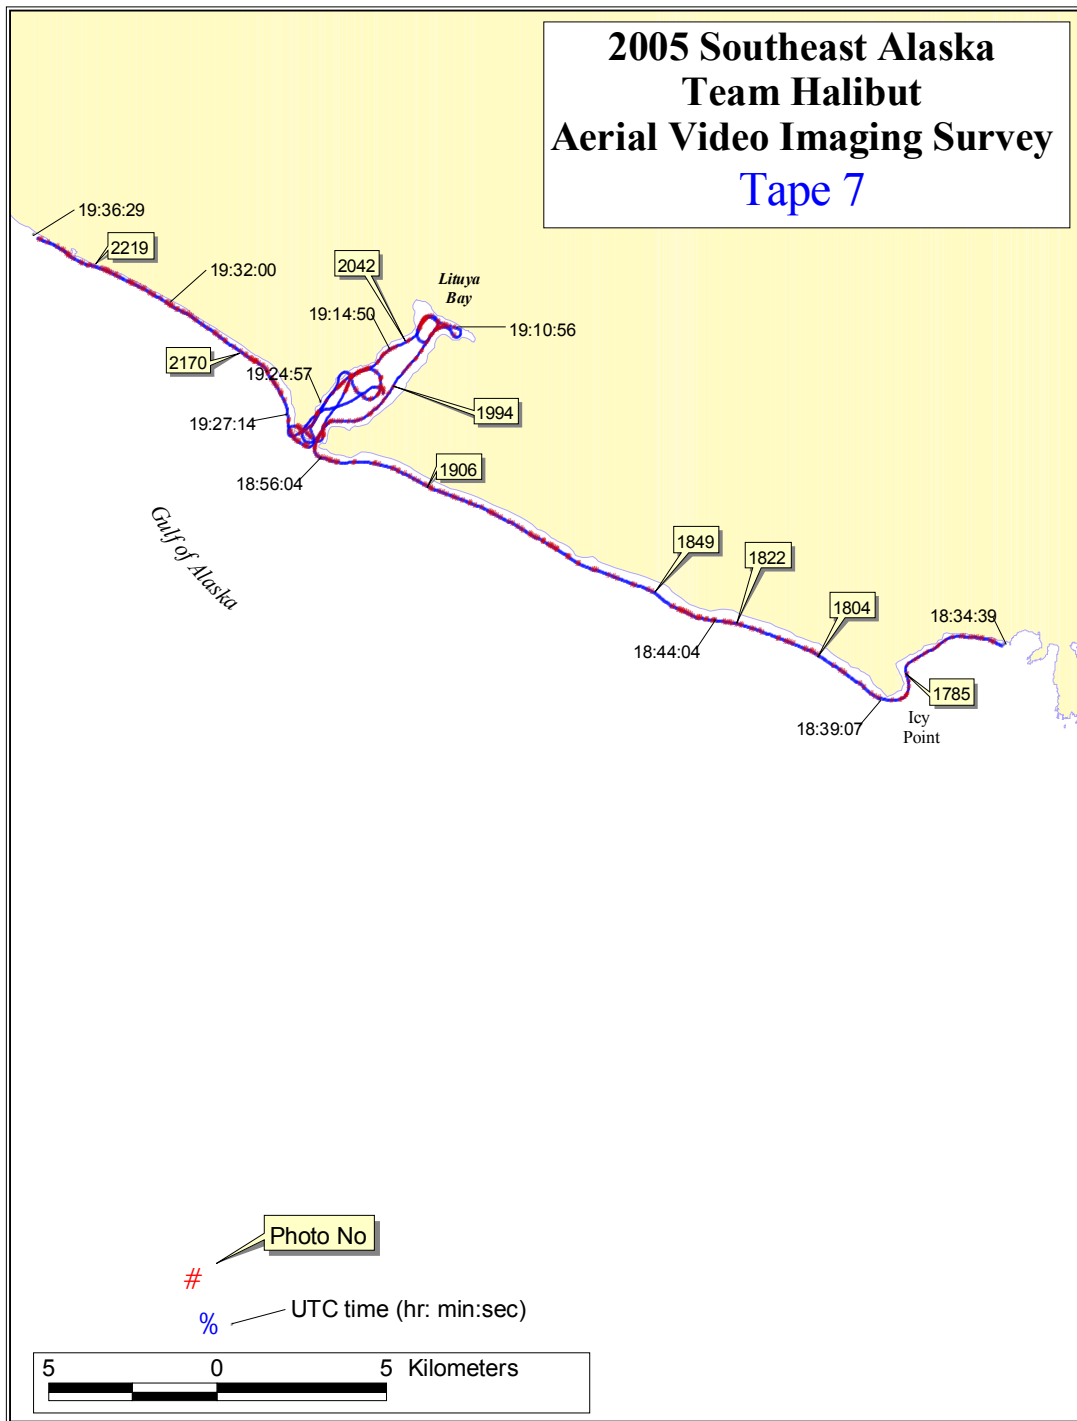 2005 Southeast Alaska
Team Halibut
Aerial Video Imaging Survey
Tape 7
19:36:29
2219
19:32:00
2042
Lituya
Bay
19:14:50
19:10:56
2170
19:24:57
1994
19:27:14
1906
18:56:04
Gulf of Alaska
1849
1822
1804
18:34:39
18:44:04
1785
18:39:07
Icy
Point
Photo No
#
UTC time (hr: min:sec)
%
5 0 5 Kilometers